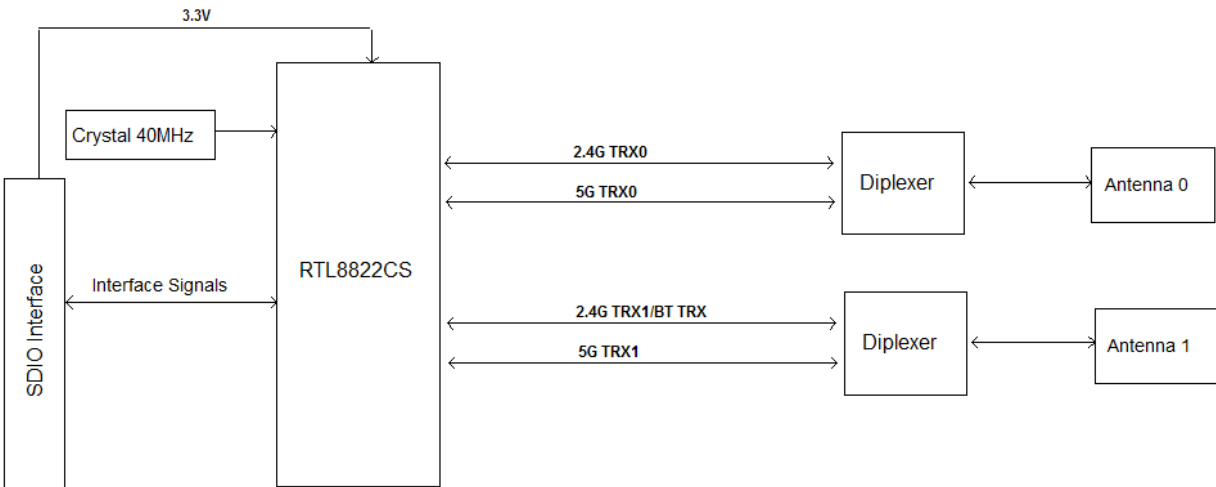 3.3V
Crystal 40MHz
2.4G TRX0
5G TRX0
Diplexer
Antenna 0
RTL8822CS
SDIO Interface
Interface Signals
2.4G TRX1/BT TRX
5G TRX1
Diplexer
Antenna 1